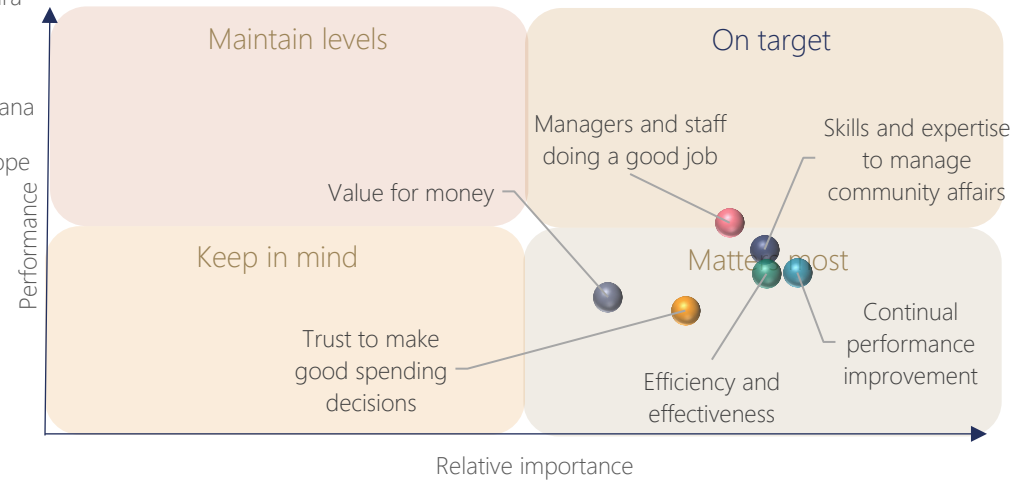 Maintain levels
On target
Managers and staff
doing a good job
Skills and expertise
to manage
community affairs
Value for money
Performance
Keep in mind
Matters most
Trust to make
good spending
decisions
Continual
performance
improvement
Efficiency and
effectiveness
Relative importance